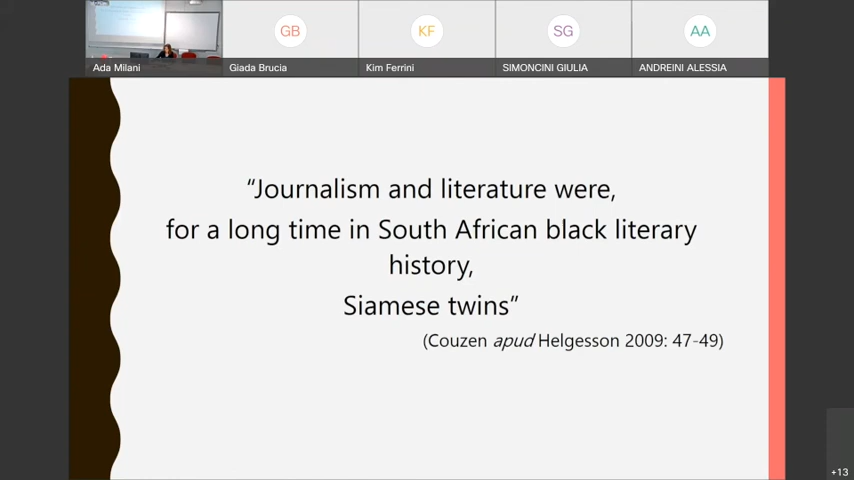 GB
KF
SG
AA
Ada Milani
Giada Brucia
Kim Ferrini
SIMONCINI GIULIA
ANDREINI ALESSIA
“Journalism and literature were,
for a long time in South African black literary
history,
Siamese twins”
(Couzen apud Helgesson 2009: 47-49)
+13